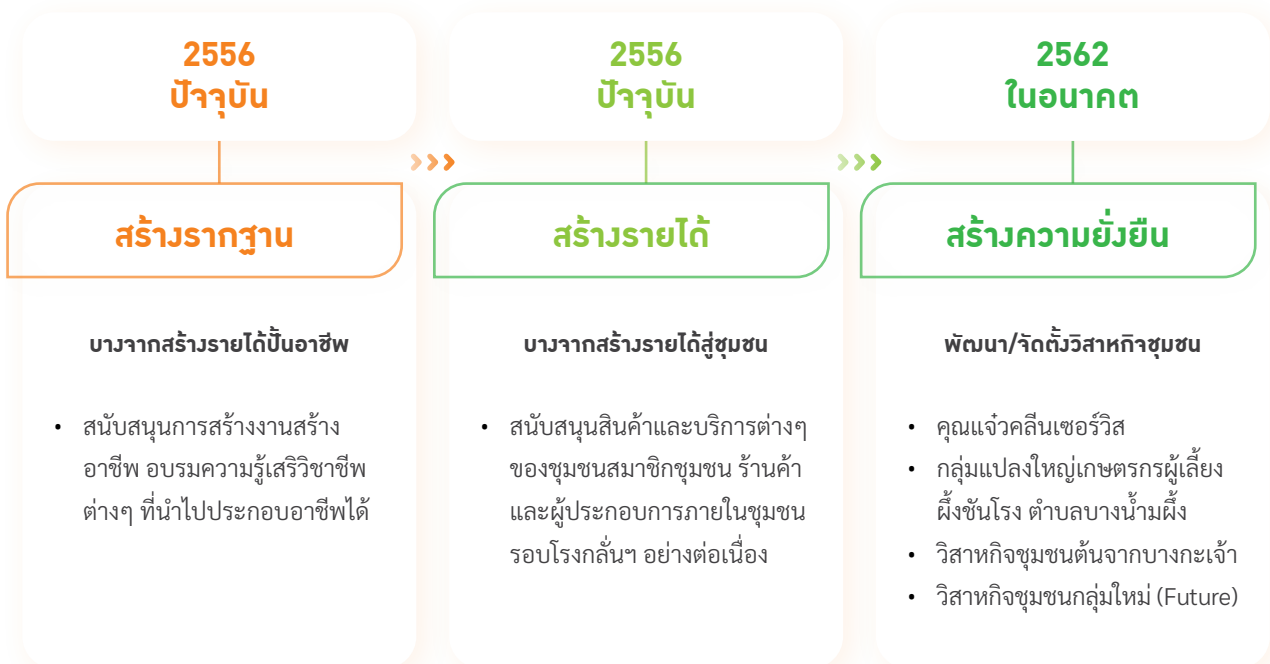 2556
ปัจจุบัน
สร้างรากฐาน
บางจากสร้างรายได้ปั้นอาชีพ
• สนับสนุนการสร้างงานสร้าง
อาชีพ อบรมความรู้เสริวิชาชีพ
ต่างๆ ที่นำไปประกอบอาชีพได้
2556
ปัจจุบัน
สร้างรายได้
บางจากสร้างรายได้สู่ชุมชน
• สนับสนุนสินค้าและบริการต่างๆ
ของชุมชนสมาชิกชุมชน ร้านค้า
และผู้ประกอบการภายในชุมชน
รอบโรงกลั่นฯ อย่างต่อเนื่อง
2562
ในอนาคต
สร้างความยั่งยืน
พัฒนา/จัดตั้งวิสาหกิจชุมชน
• คุณแจ๋วคลีนเซอร์วิส
• กลุ่มแปลงใหญ่เกษตรกรผู้เลี้ยง
ผึ้งชันโรง ตำบลบางน้ำมผึ้ง
• วิสาหกิจชุมชนต้นจากบางกะเจ้า
• วิสาหกิจชุมชนกลุ่มใหม่ (Future)